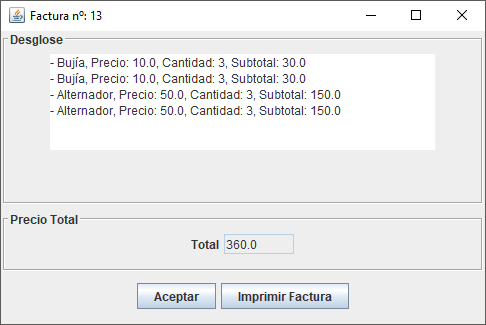 Factura nº: 13
Desglose
- Bujía, Precio: 10.0, Cantidad: 3, Subtotal: 30.0
- Bujía, Precio: 10.0, Cantidad: 3, Subtotal: 30.0
- Alternador, Precio: 50.0, Cantidad: 3, Subtotal: 150.0
- Alternador, Precio: 50.0, Cantidad: 3, Subtotal: 150.0
Precio Total
Total 360.0
Aceptar Imprimir Factura